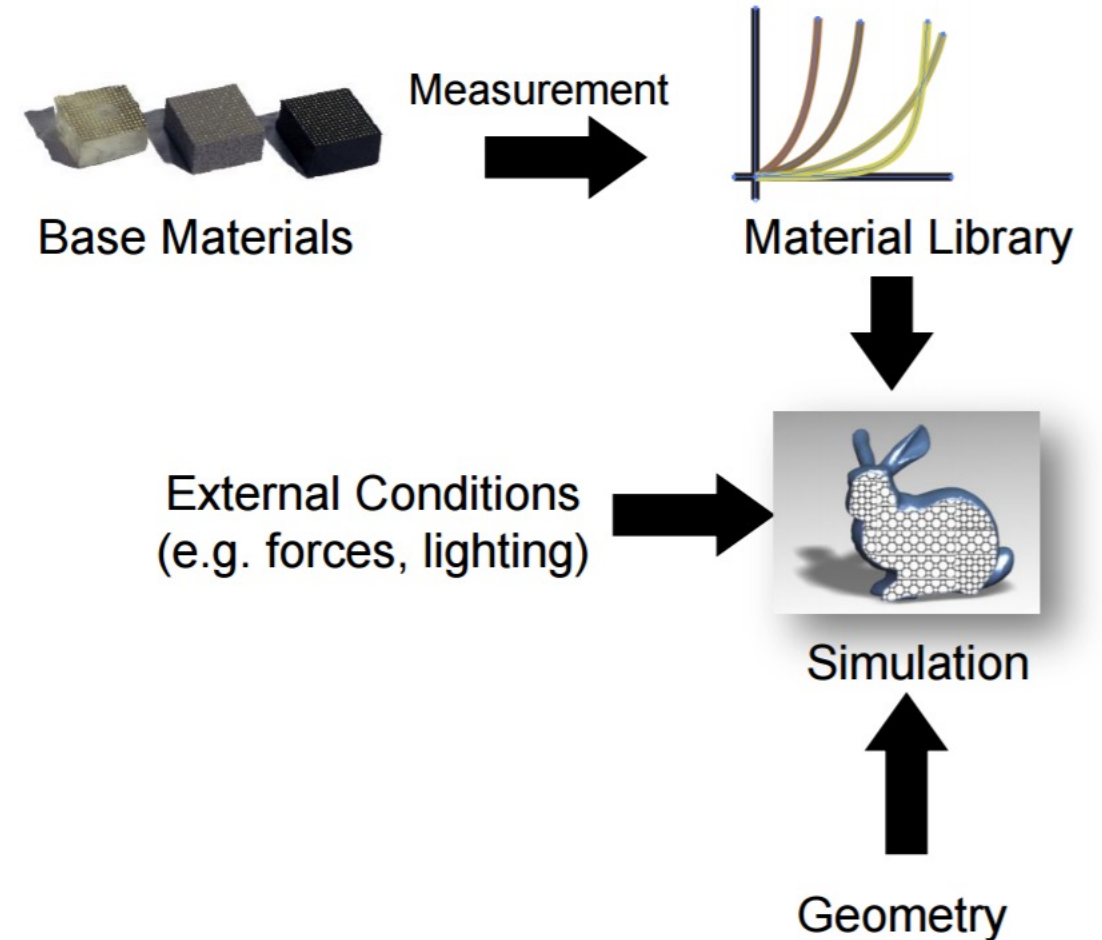 Measurement
Base Materials
Material Library
External Conditions
(e.g. forces, lighting)
Simulation
Geometry